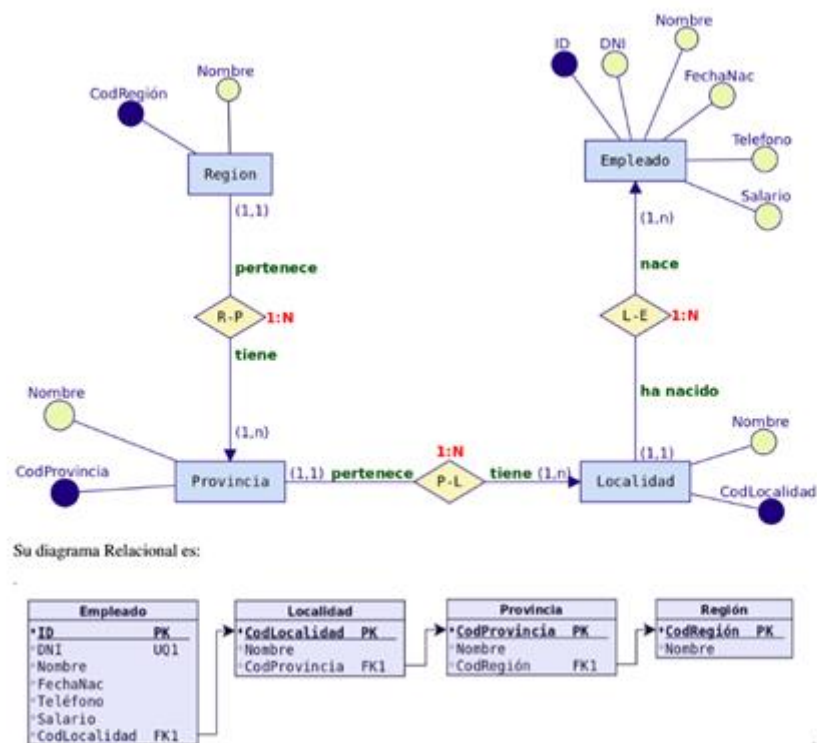 ID
DNI
Nombre
FechaNac
Telefono
Salario
Empleado
CodRegión
Nombre
Region
(1,1)
(1,n)
pertenece
nace
R-P
1:N
L-E
1:N
tiene
ha nacido
(1,n)
(1,1)
Nombre
CodProvincia
Provincia
(1,1) pertenece
1:N
P-L
tiene (1,n)
Localidad
Nombre
CodLocalidad
Su diagrama Relacional es:
Empleado
*ID PK
DNI UQ1
Nombre
FechaNac
Teléfono
Salario
CodLocalidad FK1
Localidad
*CodLocalidad PK
Nombre
CodProvincia FK1
Provincia
*CodProvincia PK
Nombre
CodRegión FK1
Región
*CodRegión PK
Nombre